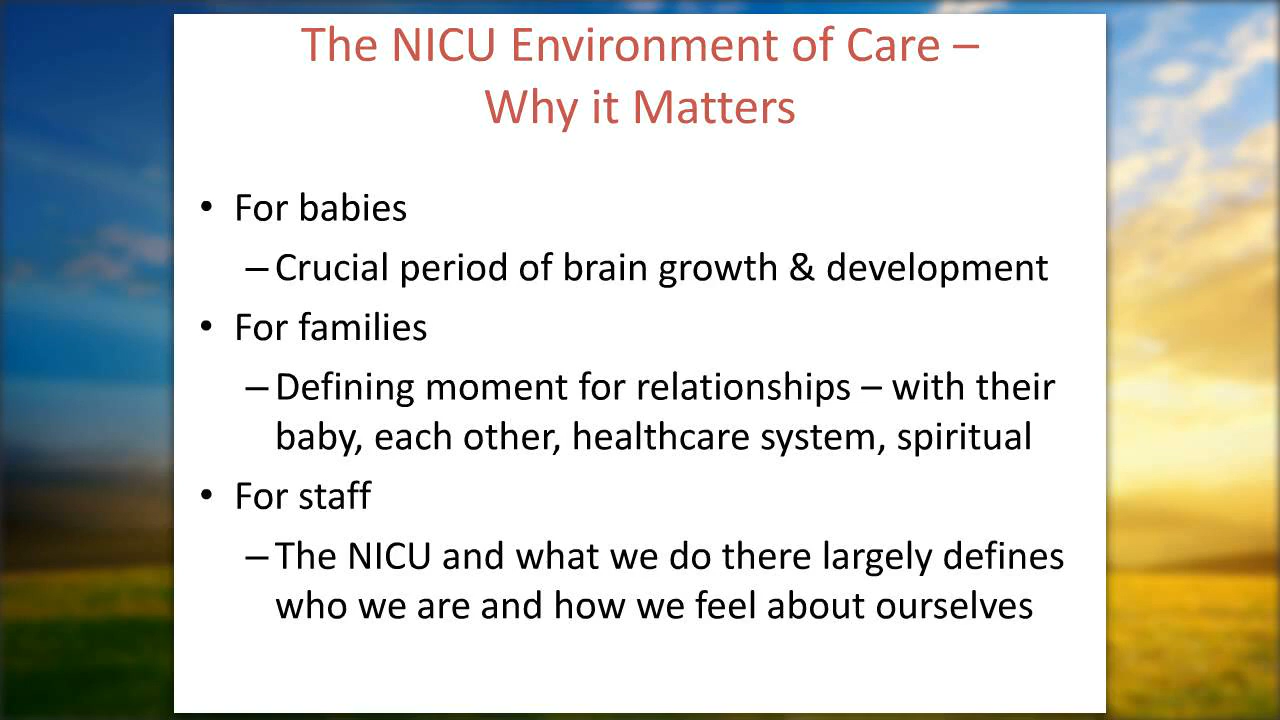 The NICU Environment of Care –
Why it Matters
• For babies
– Crucial period of brain growth & development
• For families
– Defining moment for relationships – with their
baby, each other, healthcare system, spiritual
• For staff
– The NICU and what we do there largely defines
who we are and how we feel about ourselves